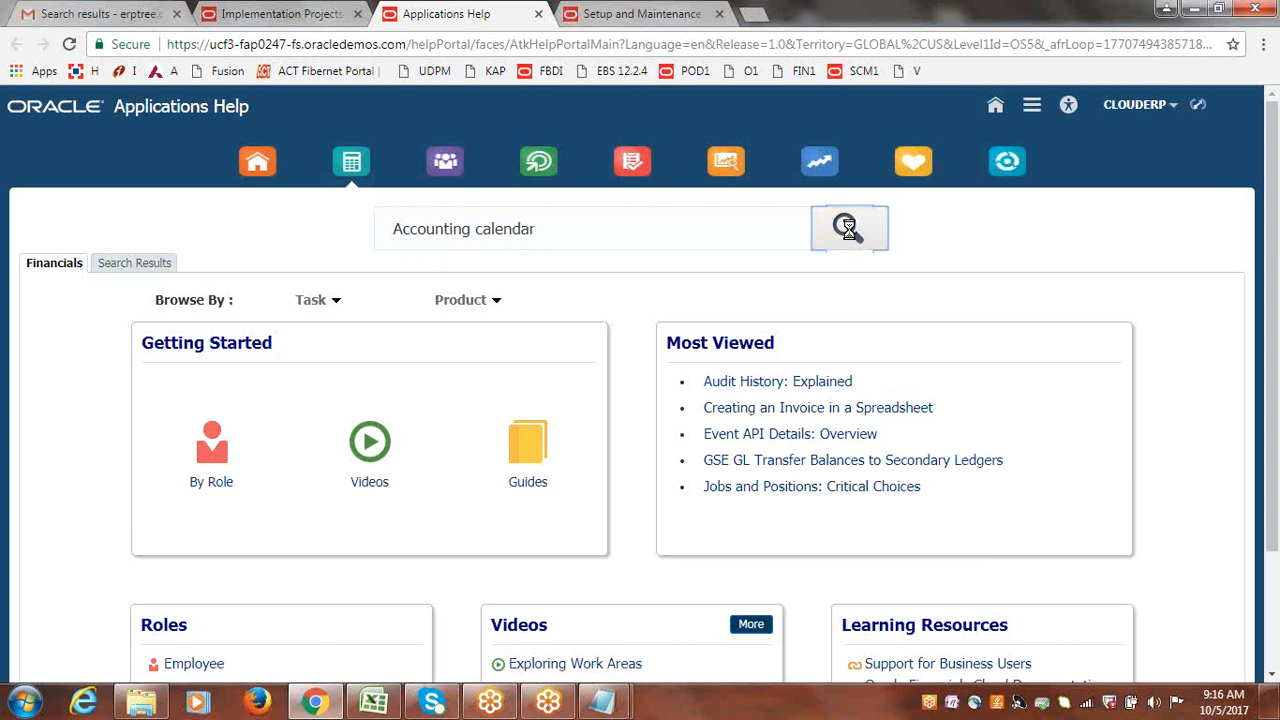 Search results - erptree.c
Implementation Projects
Applications Help
Setup and Maintenance
Secure
https://ucf3-fap0247-fs.oracledemos.com/helpPortal/faces/AtkHelpPortalMain?Language=en&Release=1.0&Territory=GLOBAL%2CUS&Level1Id=OS5&_afrLoop=17707494385718...
Apps H I A Fusion ACT Fibernet Portal UDPM KAP FBDI EBS 12.2.4 POD1 O1 FIN1 SCM1 V
ORACLE Applications Help
CLOUDERP
Accounting calendar
Financials
Search Results
Browse By : Task Product
Getting Started
By Role
Videos
Guides
Most Viewed
• Audit History: Explained
• Creating an Invoice in a Spreadsheet
• Event API Details: Overview
• GSE GL Transfer Balances to Secondary Ledgers
• Jobs and Positions: Critical Choices
Roles
Employee
Videos More
Exploring Work Areas
Learning Resources
Support for Business Users
9:16 AM
10/5/2017